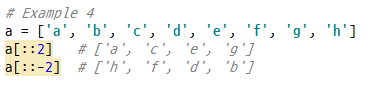 # Example 4
a = ['a', 'b', 'c', 'd', 'e', 'f', 'g', 'h']
a[::2]   # ['a', 'c', 'e', 'g']
a[::-2]  # ['h', 'f', 'd', 'b']